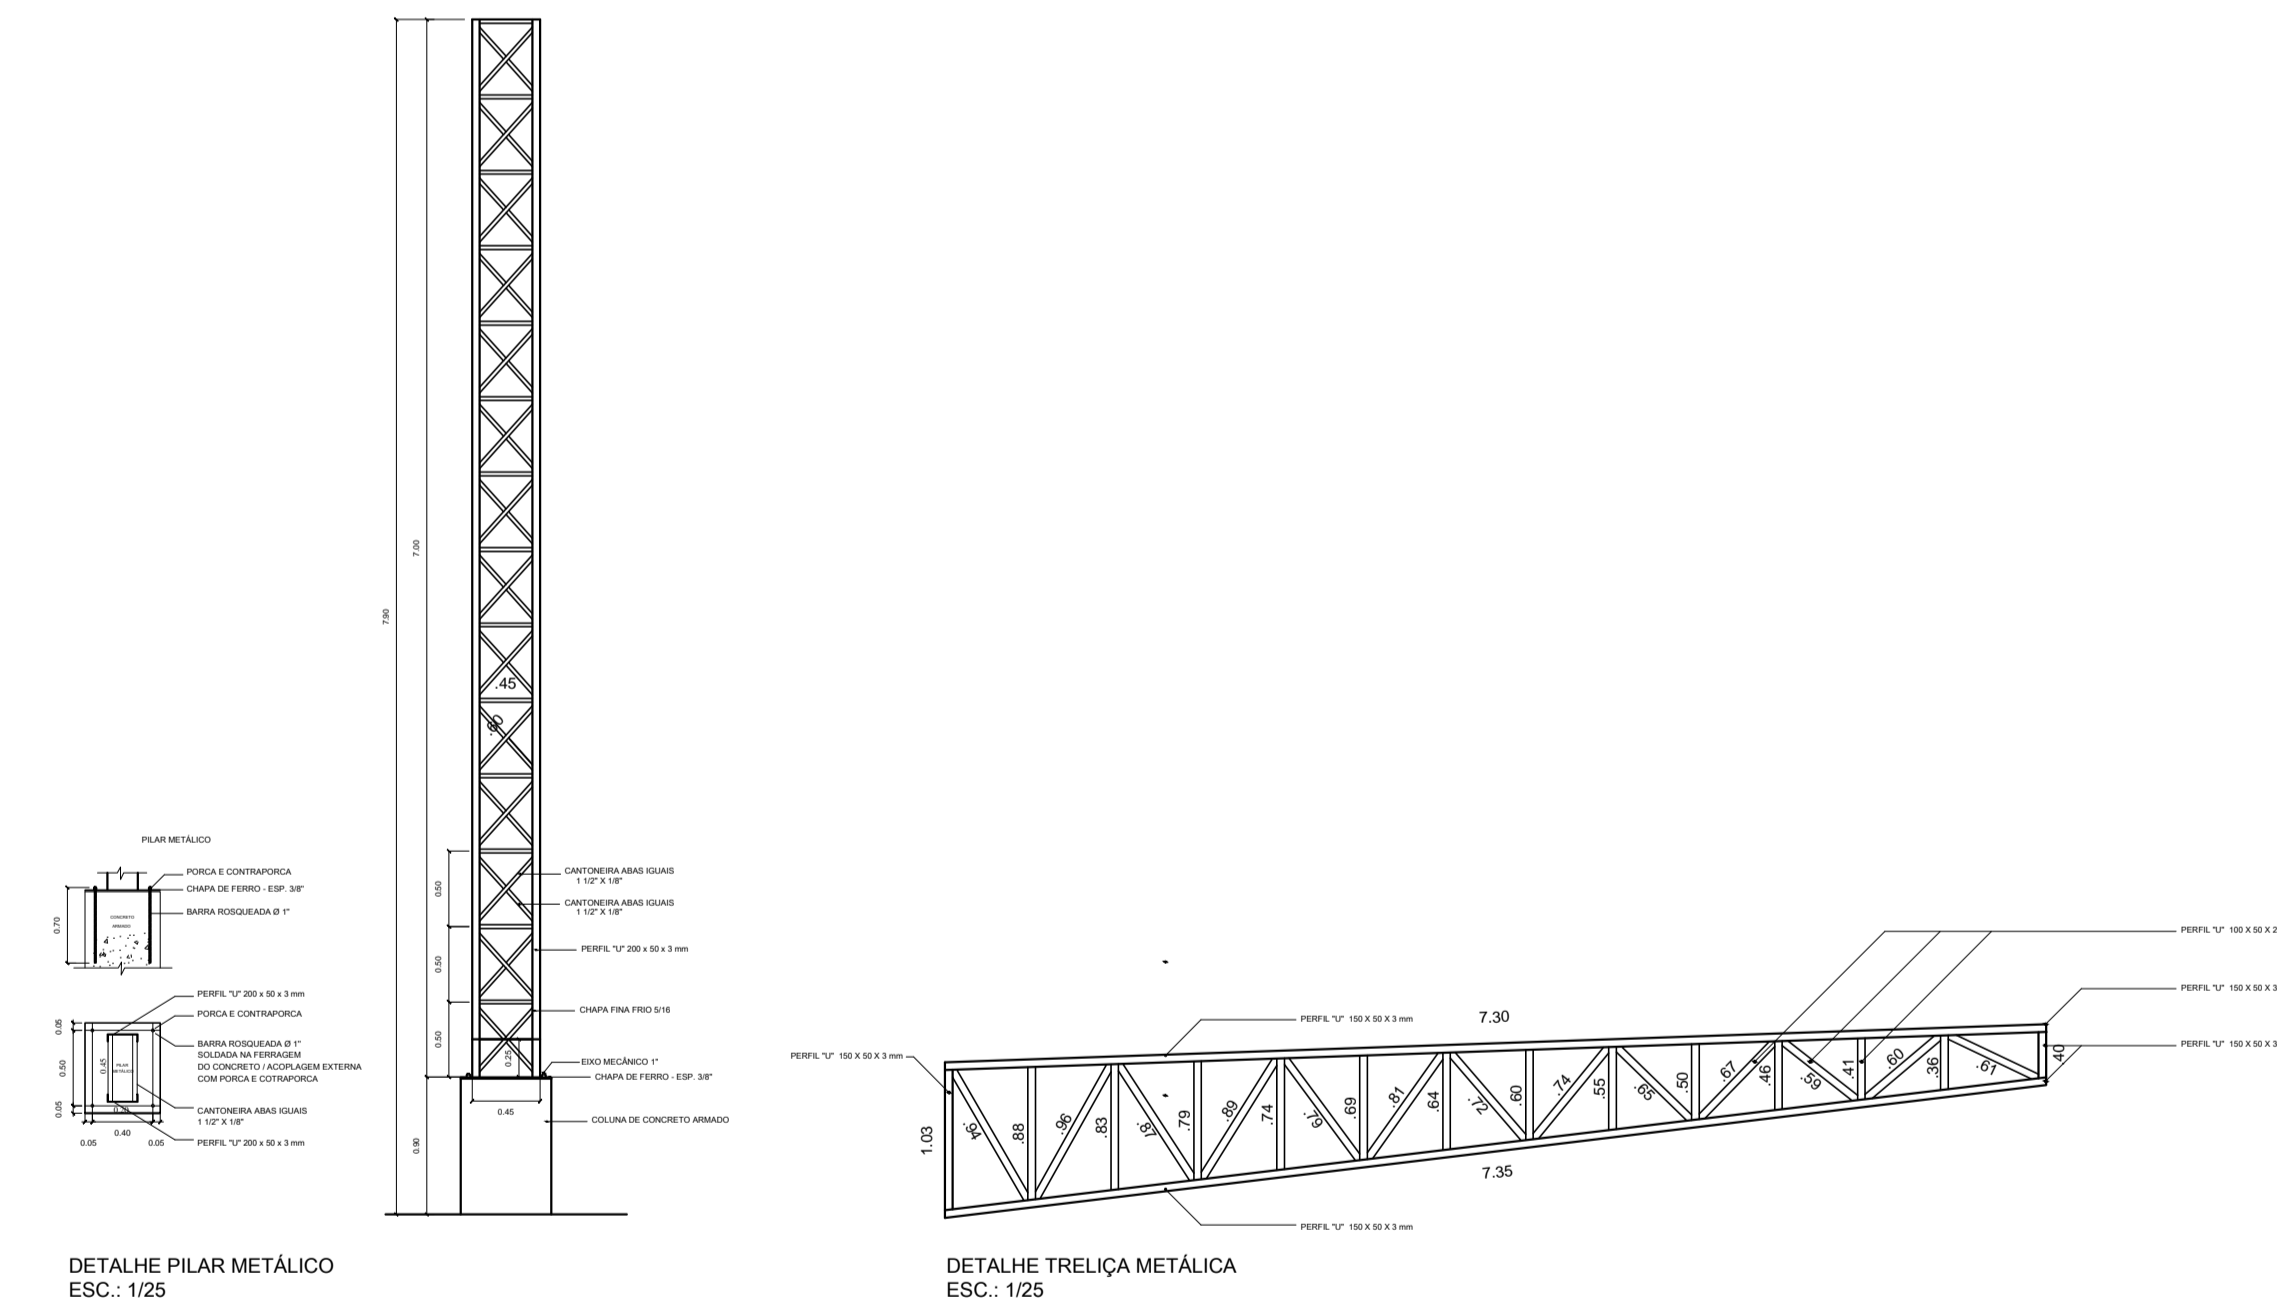 7.90
7.00
0.90
.45
.60
0.50
0.50
0.50
0.25
0.45
CANTONEIRA ABAS IGUAIS
1 1/2" X 1/8"
CANTONEIRA ABAS IGUAIS
1 1/2" X 1/8"
PERFIL "U" 200 x 50 x 3 mm
CHAPA FINA FRIO 5/16
EIXO MECÂNICO 1"
CHAPA DE FERRO - ESP. 3/8"
COLUNA DE CONCRETO ARMADO
PILAR METÁLICO
PORCA E CONTRAPORCA
CHAPA DE FERRO - ESP. 3/8"
BARRA ROSQUEADA Ø 1"
CONCRETO
ARMADO
0.70
PERFIL "U" 200 x 50 x 3 mm
PORCA E CONTRAPORCA
BARRA ROSQUEADA Ø 1"
SOLDADA NA FERRAGEM
DO CONCRETO / ACOPLAGEM EXTERNA
COM PORCA E COTRAPORCA
CANTONEIRA ABAS IGUAIS
1 1/2" X 1/8"
PERFIL "U" 200 x 50 x 3 mm
0.05
0.50
0.05
0.45
PILAR
METÁLICO
0.05
0.40
0.05
DETALHE PILAR METÁLICO
ESC.: 1/25
PERFIL "U" 100 X 50 X 2
PERFIL "U" 150 X 50 X 3
PERFIL "U" 150 X 50 X 3
PERFIL "U" 150 X 50 X 3 mm
7.30
PERFIL "U" 150 X 50 X 3 mm
1.03
.94
.88
.96
.83
.87
.79
.89
.74
.79
.69
.81
.64
.72
.60
.74
.55
.65
.50
.67
.46
.59
.41
.60
.36
.61
.40
7.35
PERFIL "U" 150 X 50 X 3 mm
DETALHE TRELIÇA METÁLICA
ESC.: 1/25